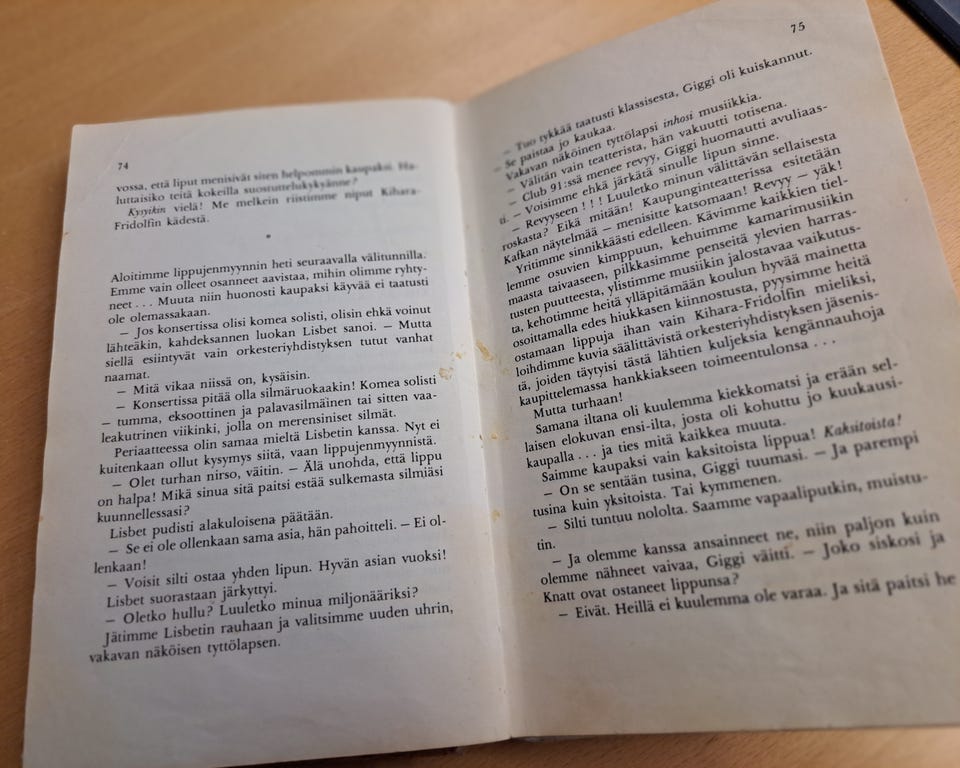 74
vossa, että liput menisivät siten helpommin kaupaksi. Ha-
luttaisiko teitä kokeilla suostuttelukykyänne?
Kyyikin vielä! Me melkein riistimme niput Kihara-
Fridolfin kädestä.
*
Aloitimme lippujenmyynnin heti seuraavalla välitunnilla.
Emme vain olleet osanneet aavistaa, mihin olimme ryhty-
neet . . . Muuta niin huonosti kaupaksi käyvää ei taatusti
ole olemassakaan.
— Jos konsertissa olisi komea solisti, olisin ehkä voinut
lähteäkin, kahdeksannen luokan Lisbet sanoi. — Mutta
siellä esiintyvät vain orkesteriyhdistyksen tutut vanhat
naamat.
— Mitä vikaa niissä on, kysäisin.
— Konsertissa pitää olla silmäruokaakin! Komea solisti
— tumma, eksoottinen ja palavasilmäinen tai sitten vaa-
leakutrinen viikinki, jolla on merensiniset silmät.
Periaatteessa olin samaa mieltä Lisbetin kanssa. Nyt ei
kuitenkaan ollut kysymys siitä, vaan lippujenmyynnistä.
— Olet turhan nirso, väitin. — Älä unohda, että lippu
on halpa! Mikä sinua sitä paitsi estää sulkemasta silmiäsi
kuunnellessasi?
Lisbet pudisti alakuloisena päätään.
— Se ei ole ollenkaan sama asia, hän pahoitteli. — Ei ol-
lenkaan!
— Voisit silti ostaa yhden lipun. Hyvän asian vuoksi!
Lisbet suorastaan järkyttyi.
— Oletko hullu? Luuletko minua miljonääriksi?
Jätimme Lisbetin rauhaan ja valitsimme uuden uhrin,
vakavan näköisen tyttölapsen.
75
— Tuo tykkää taatusti klassisesta, Giggi oli kuiskannut.
Se paistaa jo kaukaa.
Vakavan näköinen tyttölapsi inhosi musiikkia.
— Välitän vain teatterista, hän vakuutti totisena.
— Club 91:ssä menee revyy, Giggi huomautti avuliaas-
ti. — Voisimme ehkä järkätä sinulle lipun sinne.
— Revyyseen ! ! ! Luuletko minun välittävän sellaisesta
roskasta? Eikä mitään! Kaupunginteatterissa esitetään
Kafkan näytelmää — menisitte katsomaan! Revyy — yäk!
Yritimme sinnikkäästi edelleen. Kävimme kaikkien tiel-
lemme osuvien kimppuun, kehuimme kamarimusiikin
maasta taivaaseen, pilkkasimme penseitä ylevien harras-
tusten puutteesta, ylistimme musiikin jalostavaa vaikutus-
ta, kehotimme heitä ylläpitämään koulun hyvää mainetta
osoittamalla edes hiukkasen kiinnostusta, pyysimme heitä
ostamaan lippuja ihan vain Kihara-Fridolfin mieliksi,
loihdimme kuvia säälittävistä orkesteriyhdistyksen jäsenis-
tä, joiden täytyisi tästä lähtien kuljeksia kengännauhoja
kaupittelemassa hankkiakseen toimeentulonsa . . .
Mutta turhaan!
Samana iltana oli kuulemma kiekkomatsi ja erään sel-
laisen elokuvan ensi-ilta, josta oli kohuttu jo kuukausi-
kaupalla . . . ja ties mitä kaikkea muuta.
Saimme kaupaksi vain kaksitoista lippua! Kaksitoista!
— On se sentään tusina, Giggi tuumasi. — Ja parempi
tusina kuin yksitoista. Tai kymmenen.
— Silti tuntuu nololta. Saamme vapaaliputkin, muistu-
tin.
— Ja olemme kanssa ansainneet ne, niin paljon kuin
olemme nähneet vaivaa, Giggi väitti. — Joko siskosi ja
Knatt ovat ostaneet lippunsa?
— Eivät. Heillä ei kuulemma ole varaa. Ja sitä paitsi he